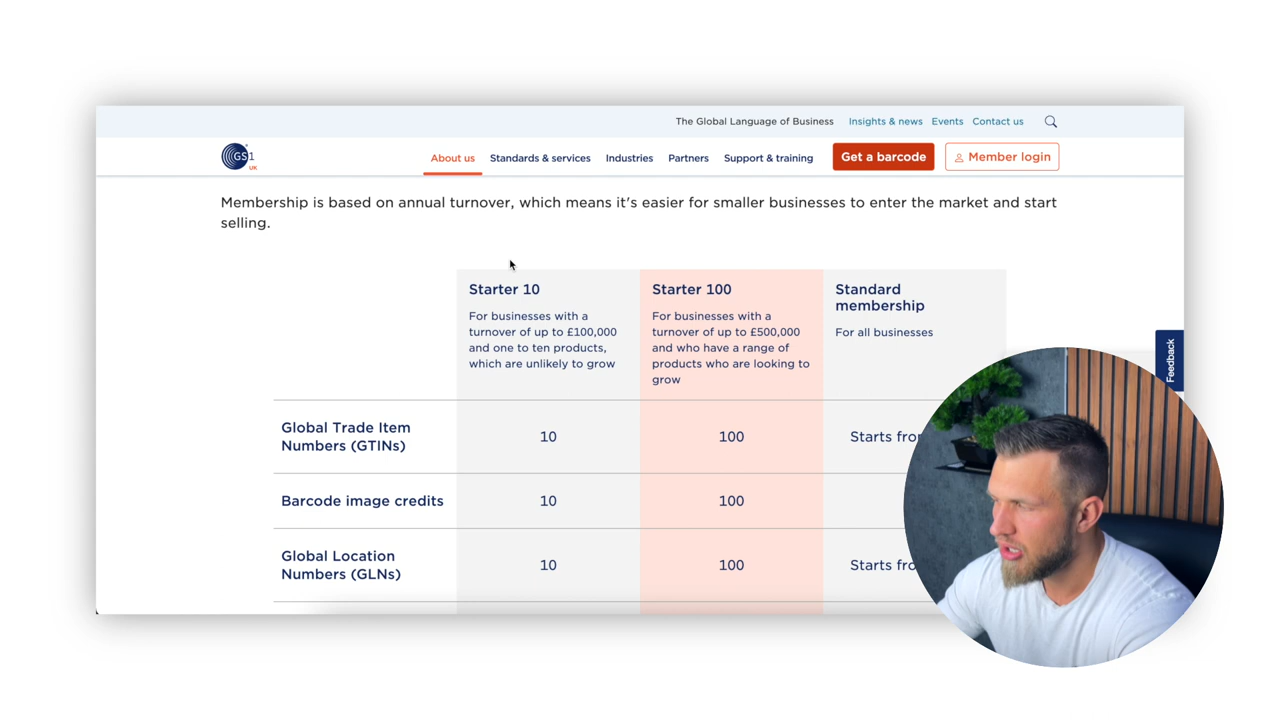 The Global Language of Business Insights & news Events Contact us
GS1 UK
About us Standards & services Industries Partners Support & training Get a barcode Member login
Membership is based on annual turnover, which means it's easier for smaller businesses to enter the market and start
selling.
Starter 10
For businesses with a
turnover of up to £100,000
and one to ten products,
which are unlikely to grow
Starter 100
For businesses with a
turnover of up to £500,000
and who have a range of
products who are looking to
grow
Standard
membership
For all businesses
Feedback
Global Trade Item
Numbers (GTINs)
10 100 Starts
Barcode image credits 10 100
Global Location
Numbers (GLNs)
10 100 Starts